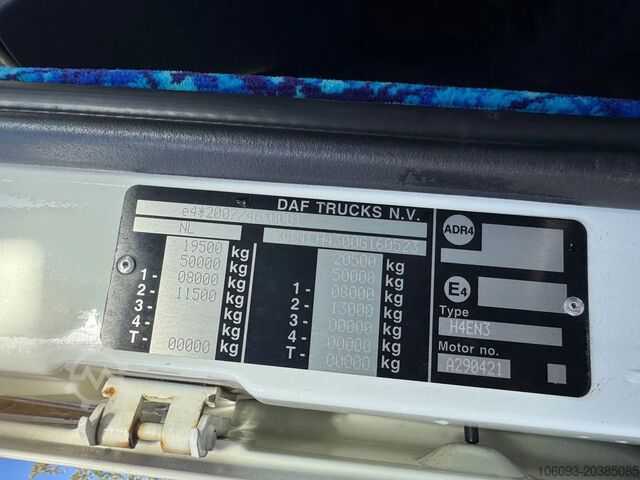 DAF TRUCKS N.V.
NL
19500 kg
50000 kg
1- 08000 kg
2- 11500 kg
3- kg
4- kg
T- 00000 kg
20500 kg
50000 kg
1- 08000 kg
2- 13000 kg
3- 00000 kg
4- 00000 kg
T- 00000 kg
ADR4
E4
Type
H4EN3
Motor no.
A290421
106093-20385085